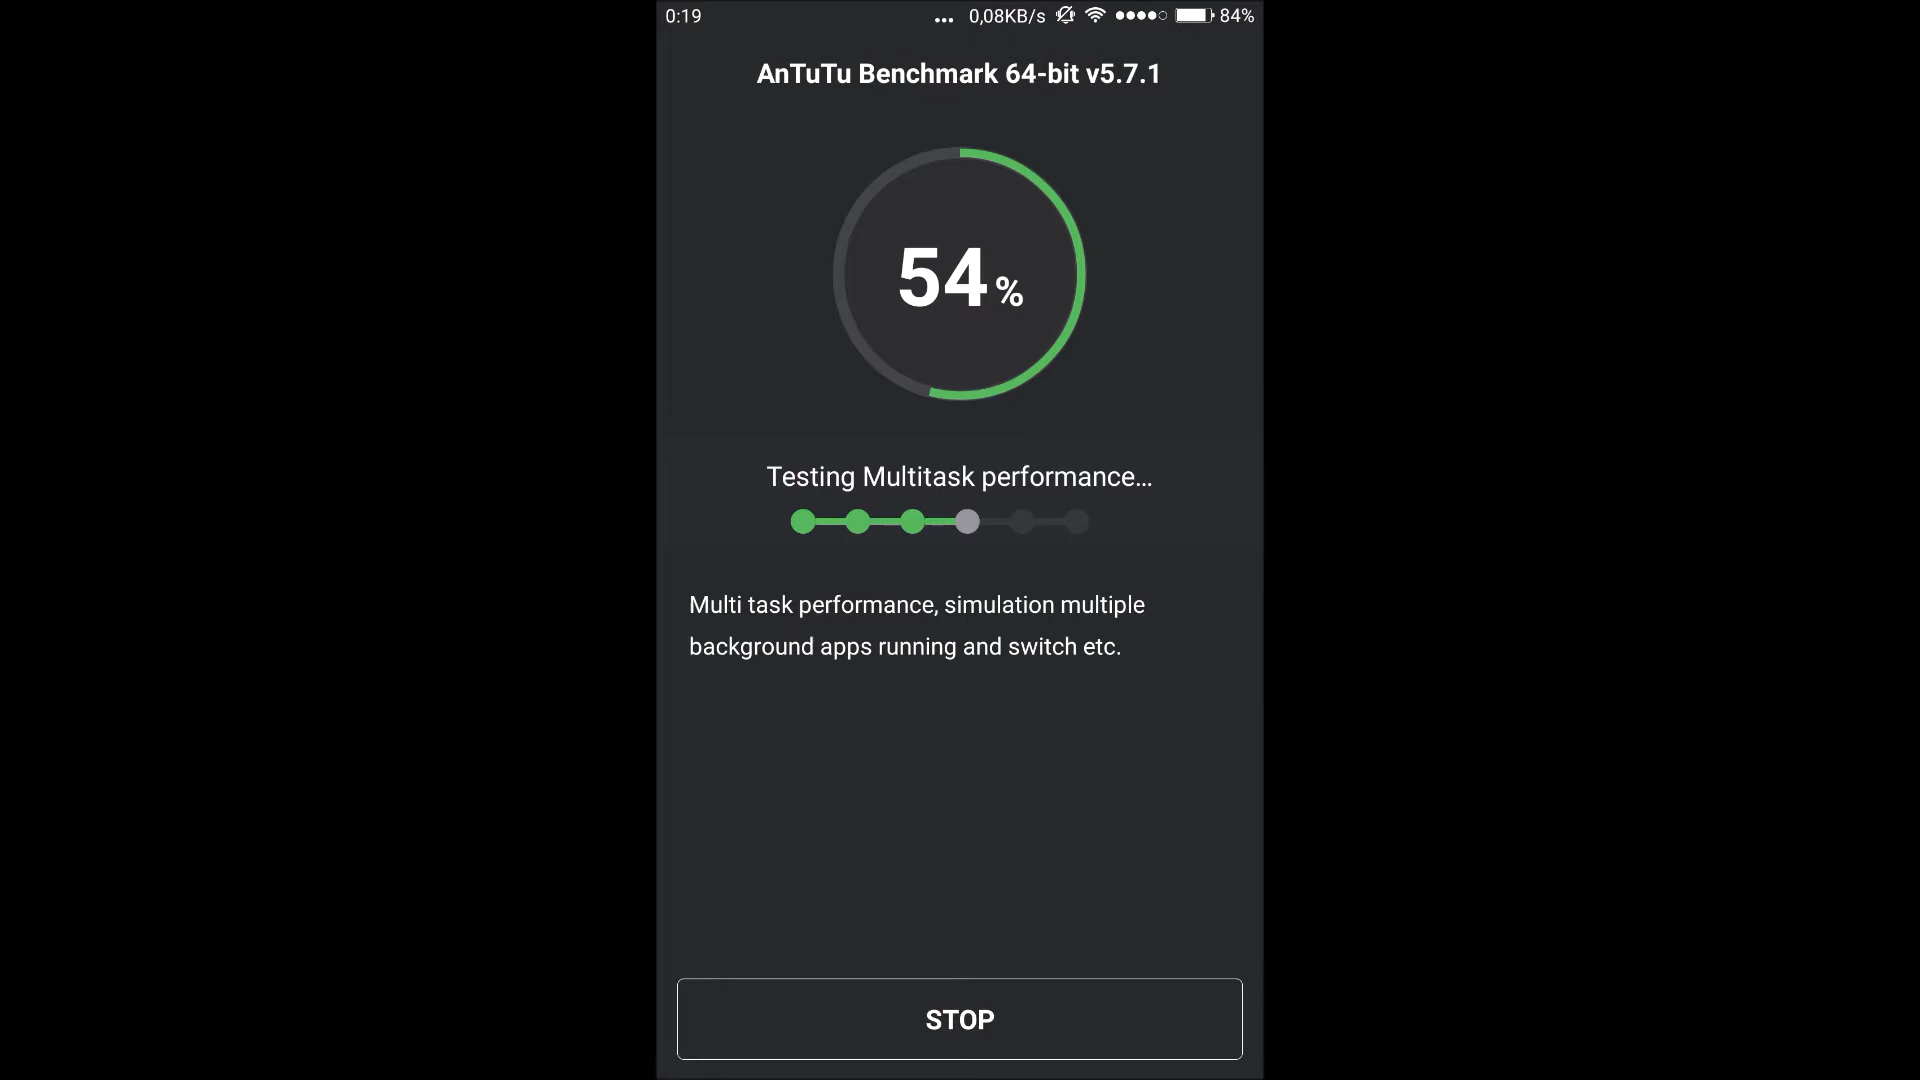 0:19 ... 0,08KB/s 84%
AnTuTu Benchmark 64-bit v5.7.1
54%
Testing Multitask performance...
Multi task performance, simulation multiple
background apps running and switch etc.
STOP